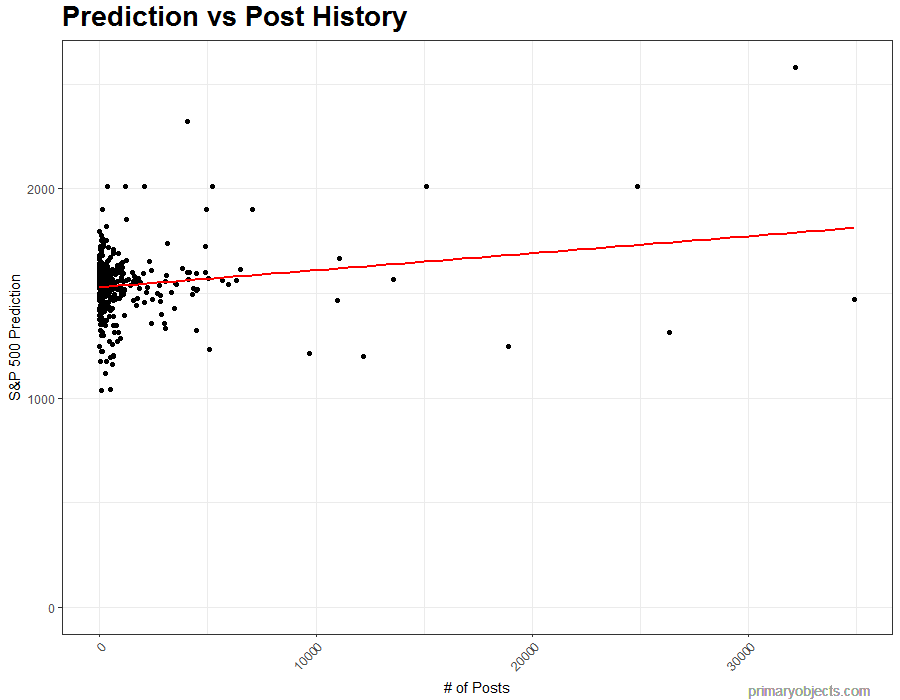 Prediction vs Post History
S&P 500 Prediction
2000
1000
0
0
10000
20000
30000
# of Posts
primaryobjects.com